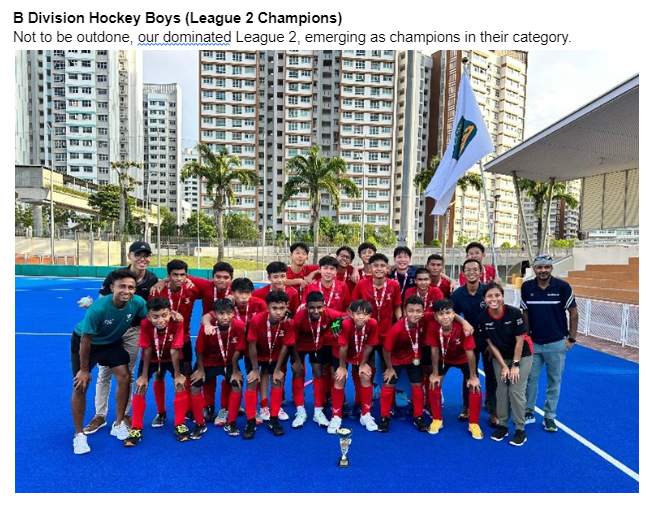 B Division Hockey Boys (League 2 Champions)
Not to be outdone, our dominated League 2, emerging as champions in their category.